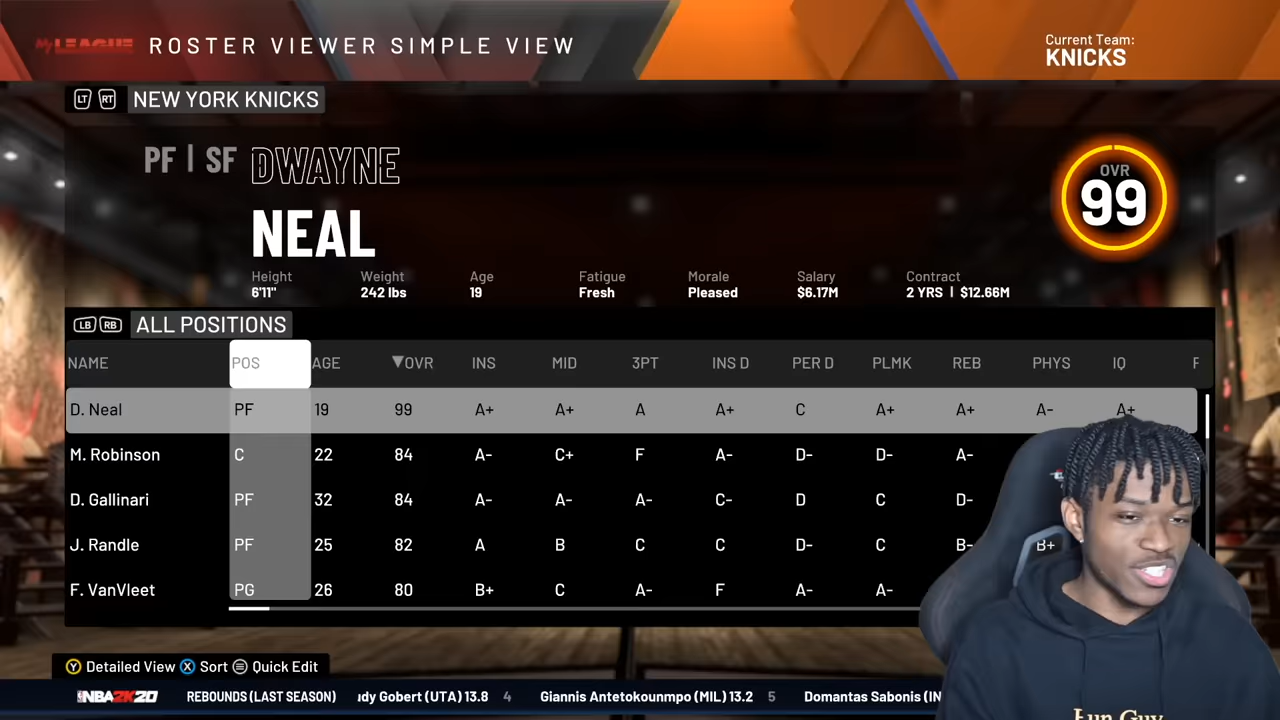 MyLEAGUE ROSTER VIEWER SIMPLE VIEW
Current Team:
KNICKS
LT RT NEW YORK KNICKS
PF | SF DWAYNE
NEAL
OVR
99
Height Weight Age Fatigue Morale Salary Contract
6'11" 242 lbs 19 Fresh Pleased $6.17M 2 YRS | $12.66M
LB RB ALL POSITIONS
NAME POS AGE ▼OVR INS MID 3PT INS D PER D PLMK REB PHYS IQ
D. Neal PF 19 99 A+ A+ A A+ C A+ A+ A- A+
M. Robinson C 22 84 A- C+ F A- D- D- A-
D. Gallinari PF 32 84 A- A- A- C- D C D-
J. Randle PF 25 82 A B C C D- C B- B+
F. VanVleet PG 26 80 B+ C A- F A- A-
Y Detailed View X Sort Quick Edit
NBA2K20 REBOUNDS (LAST SEASON) dy Gobert (UTA) 13.8 4 Giannis Antetokounmpo (MIL) 13.2 5 Domantas Sabonis (IN